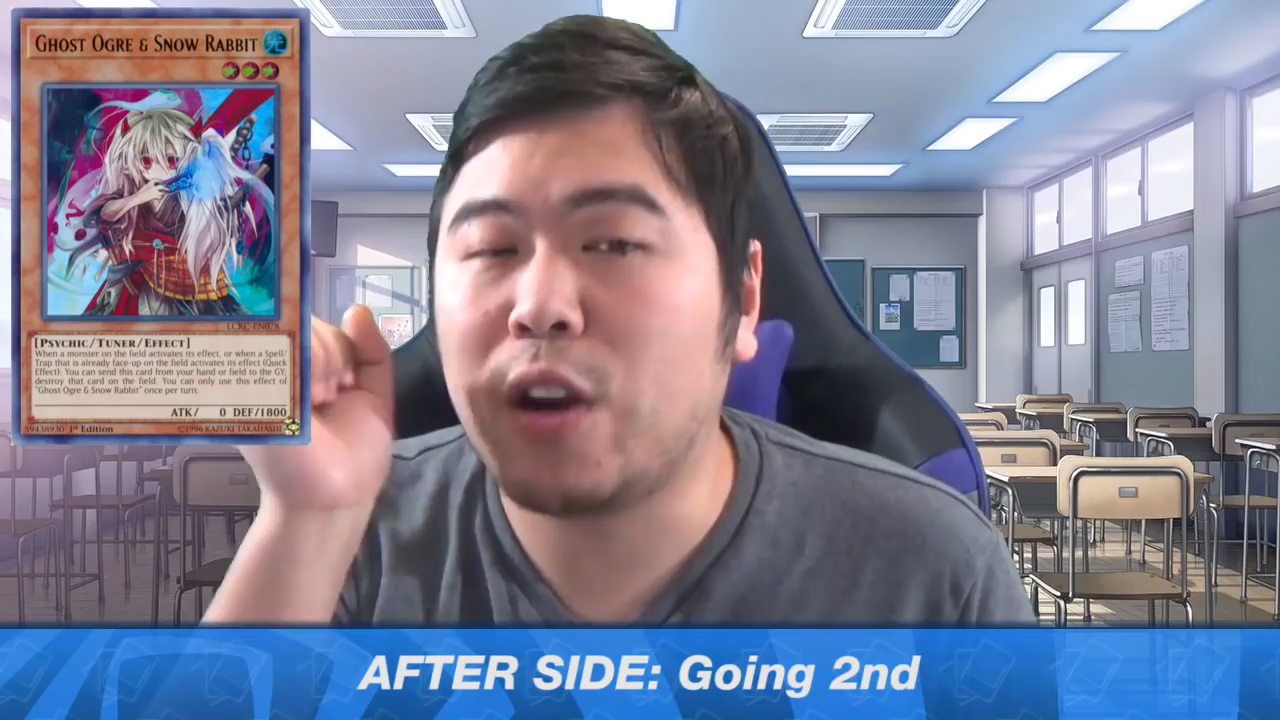 GHOST OGRE & SNOW RABBIT
LCKC-EN078
[PSYCHIC/TUNER/EFFECT]
When a monster on the field activates its effect, or when a Spell/
Trap that is already face-up on the field activates its effect (Quick
Effect): You can send this card from your hand or field to the GY;
destroy that card on the field. You can only use this effect of
"Ghost Ogre & Snow Rabbit" once per turn.
ATK/ 0 DEF/1800
59438930 1st Edition
©1996 KAZUKI TAKAHASHI
AFTER SIDE: Going 2nd